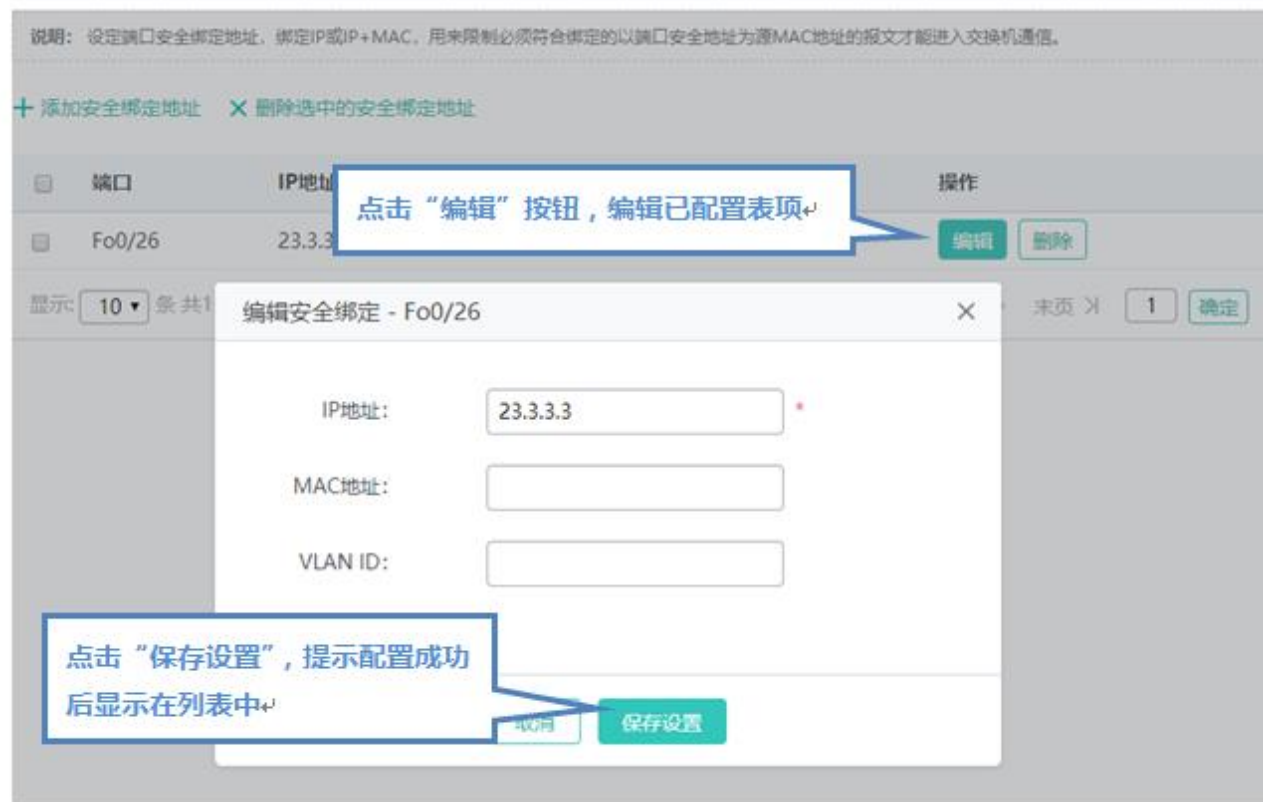 说明： 设定端口安全绑定地址，绑定IP或IP+MAC，用来限制必须符合绑定的以端口安全地址为源MAC地址的报文才能进入交换机通信。
添加安全绑定地址 删除选中的安全绑定地址
端口 IP地址 操作
点击“编辑”按钮，编辑已配置表项
Fo0/26 23.3.3 编辑 删除
显示: 10 条 共1 末页 1 确定
编辑安全绑定 - Fo0/26
IP地址： 23.3.3.3 *
MAC地址：
VLAN ID：
点击“保存设置”，提示配置成功
后显示在列表中
取消 保存设置